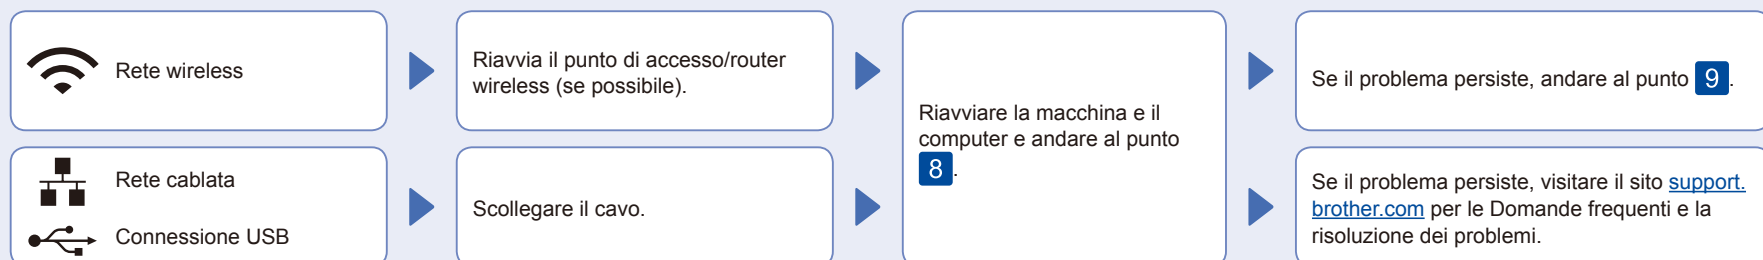 Rete wireless
Riavvia il punto di accesso/router
wireless (se possibile).
Rete cablata
Connessione USB
Scollegare il cavo.
Riavviare la macchina e il
computer e andare al punto
8.
Se il problema persiste, andare al punto 9.
Se il problema persiste, visitare il sito support.
brother.com per le Domande frequenti e la
risoluzione dei problemi.